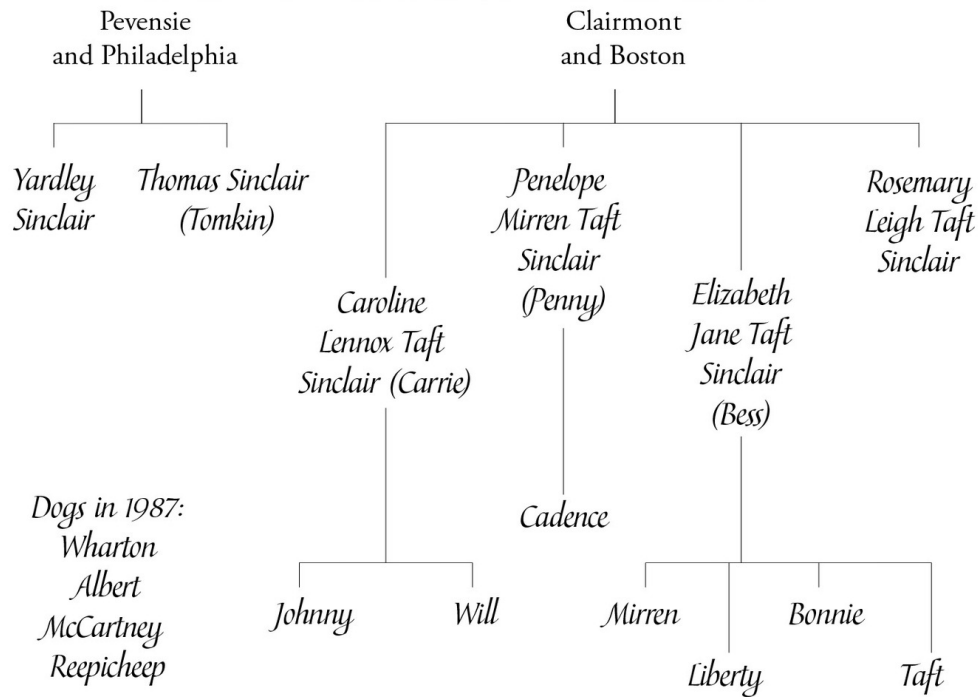 Pevensie
and Philadelphia
Clairmont
and Boston
Yardley
Sinclair
Thomas Sinclair
(Tomkin)
Caroline
Lennox Taft
Sinclair (Carrie)
Penelope
Mirren Taft
Sinclair
(Penny)
Elizabeth
Jane Taft
Sinclair
(Bess)
Rosemary
Leigh Taft
Sinclair
Cadence
Johnny
Will
Mirren
Liberty
Bonnie
Taft
Dogs in 1987:
Wharton
Albert
McCartney
Reepicheep